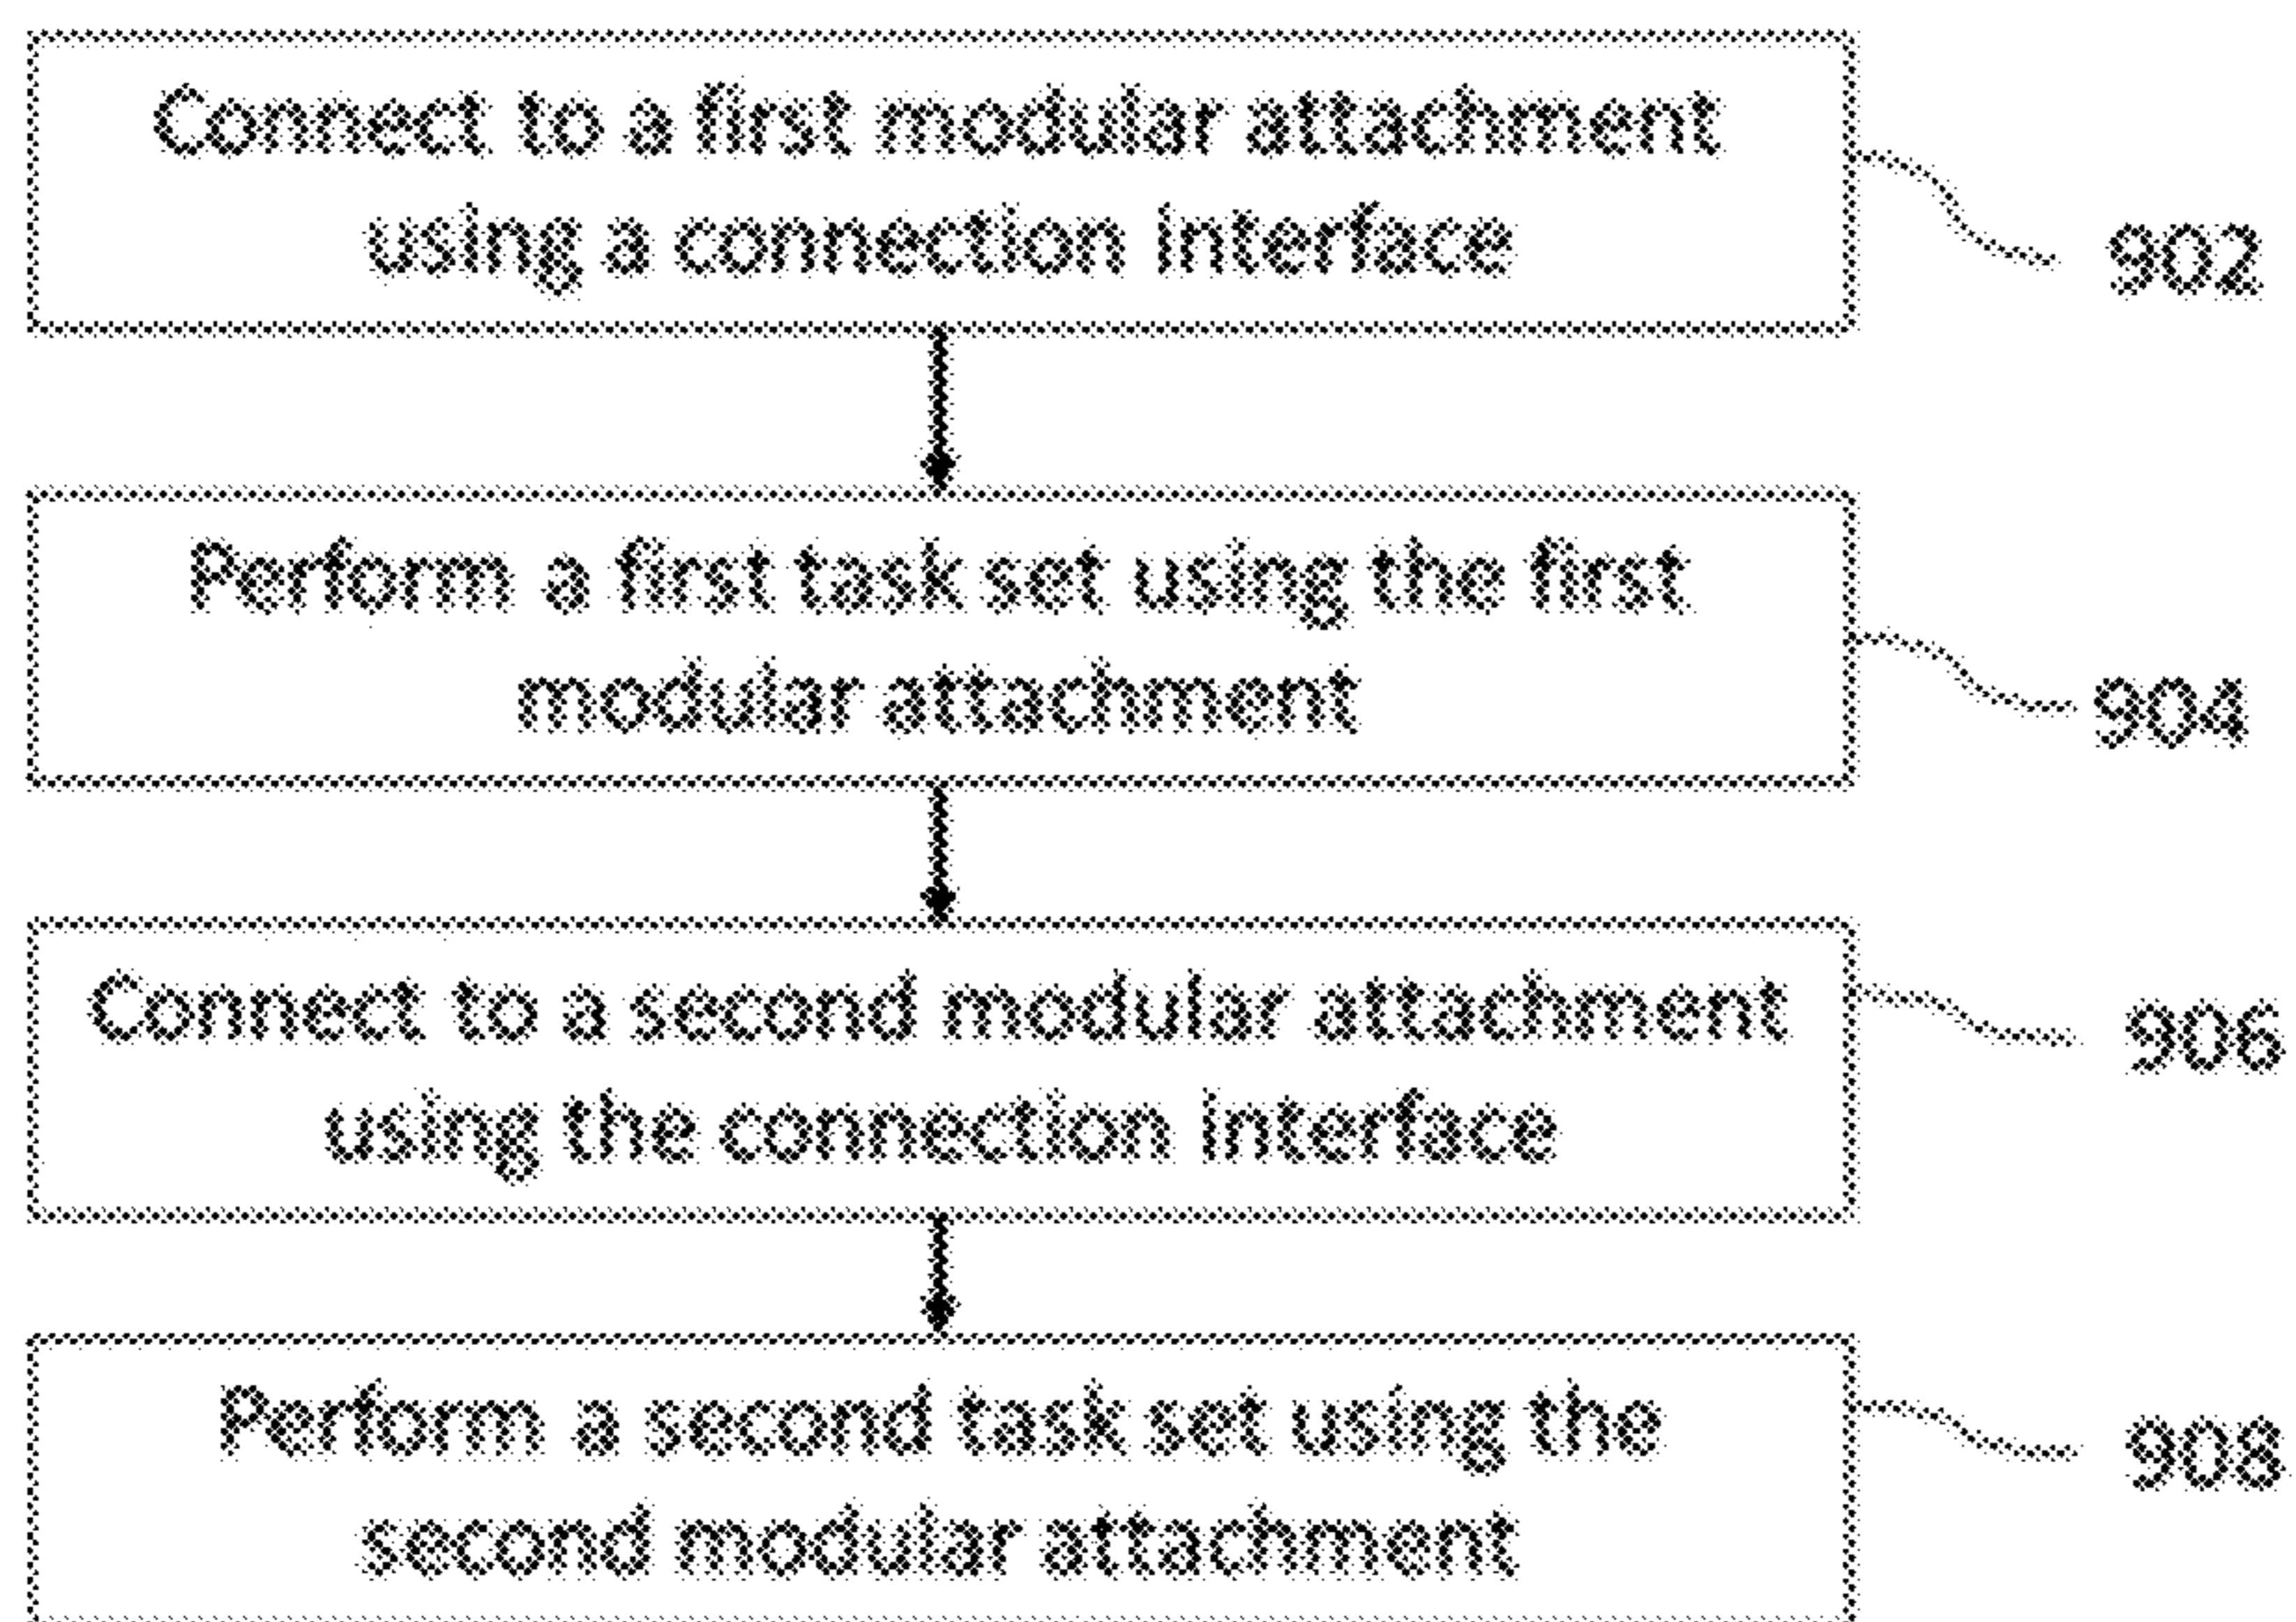 Connect to a first modular attachment
using a connection interface
902
Perform a first task set using the first
modular attachment
904
Connect to a second modular attachment
using the connection interface
906
Perform a second task set using the
second modular attachment
908